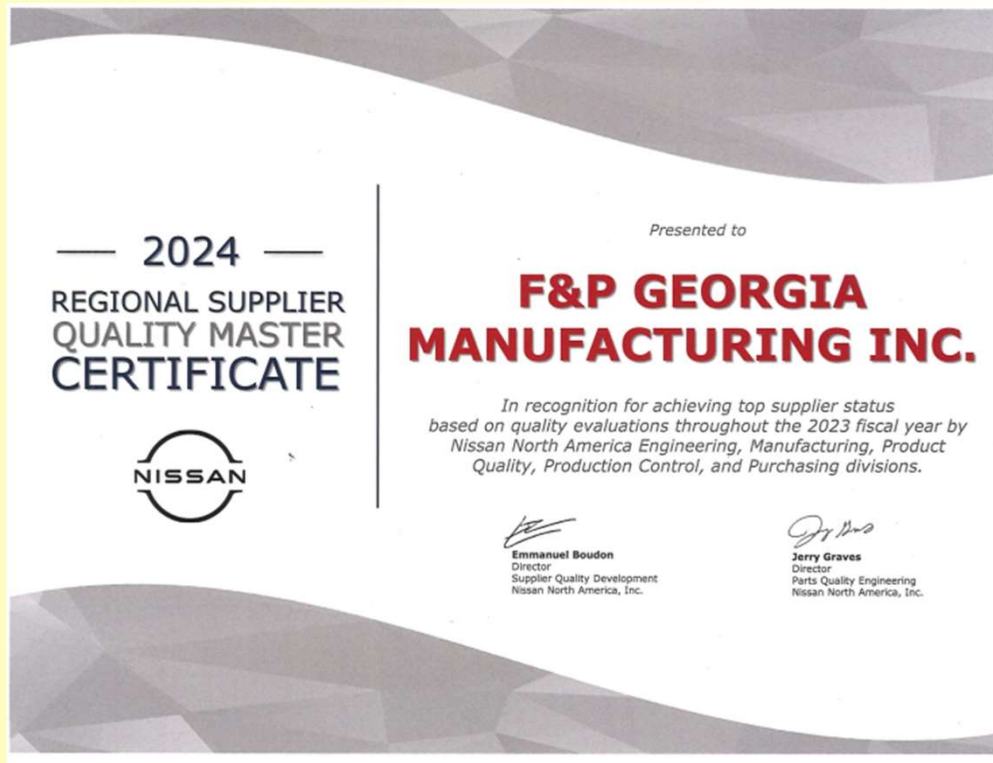 2024
REGIONAL SUPPLIER
QUALITY MASTER
CERTIFICATE
NISSAN
Presented to
F&P GEORGIA
MANUFACTURING INC.
In recognition for achieving top supplier status
based on quality evaluations throughout the 2023 fiscal year by
Nissan North America Engineering, Manufacturing, Product
Quality, Production Control, and Purchasing divisions.
Emmanuel Boudon
Director
Supplier Quality Development
Nissan North America, Inc.
Jerry Graves
Director
Parts Quality Engineering
Nissan North America, Inc.